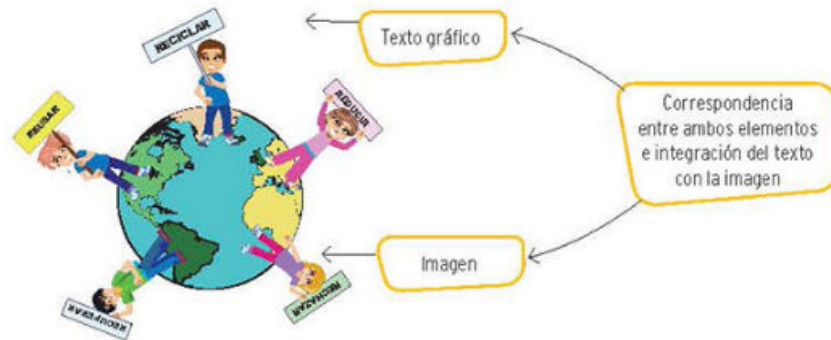 RECICLAR
Texto gráfico
REUSAR
REDUCIR
Correspondencia
entre ambos elementos
e integración del texto
con la imagen
Imagen
RECUPERAR
RECHAZAR